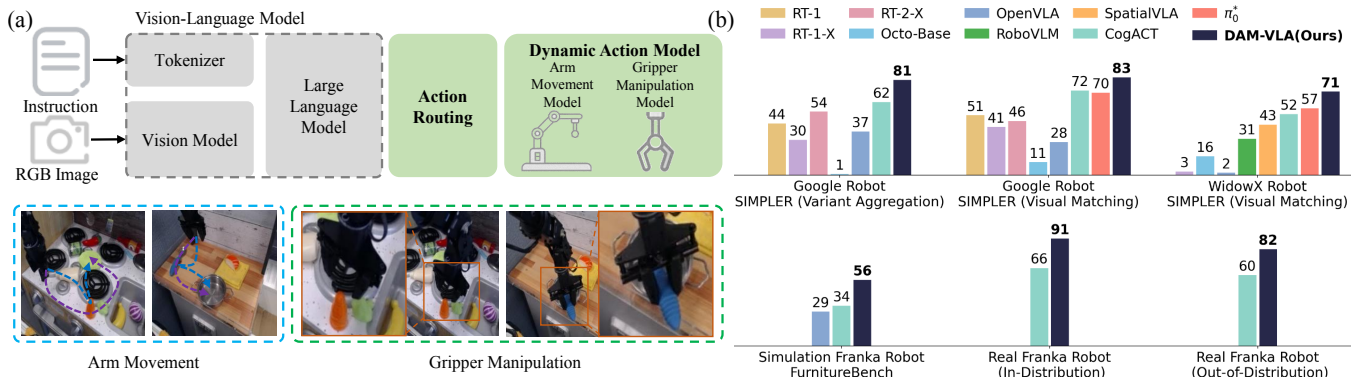 (a)
Vision-Language Model
Instruction
RGB Image
Tokenizer
Vision Model
Large
Language
Model
Action
Routing
Dynamic Action Model
Arm
Movement
Model
Gripper
Manipulation
Model
Arm Movement
Gripper Manipulation
(b)
RT-1
RT-1-X
RT-2-X
Octo-Base
OpenVLA
RoboVLM
SpatialVLA
CogACT
π₀*
DAM-VLA(Ours)
44
30
54
1
37
62
81
Google Robot
SIMPLER (Variant Aggregation)
51
41
46
11
28
72
70
83
Google Robot
SIMPLER (Visual Matching)
3
16
2
31
43
52
57
71
WidowX Robot
SIMPLER (Visual Matching)
29
34
56
Simulation Franka Robot
FurnitureBench
66
91
Real Franka Robot
(In-Distribution)
60
82
Real Franka Robot
(Out-of-Distribution)